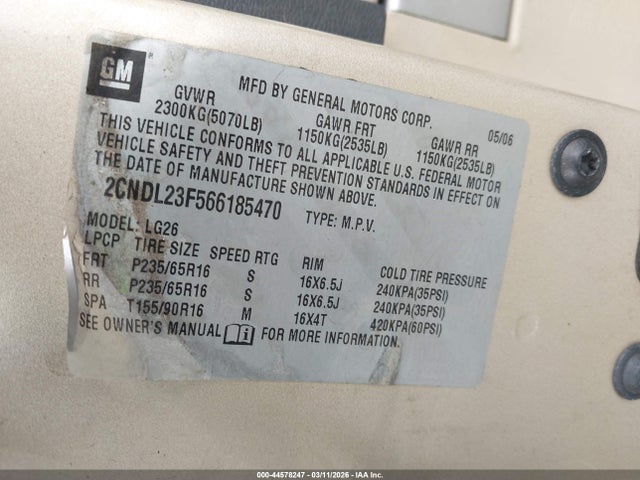 GM
MFD BY GENERAL MOTORS CORP. 05/06
GVWR GAWR FRT GAWR RR
2300KG(5070LB) 1150KG(2535LB) 1150KG(2535LB)
THIS VEHICLE CONFORMS TO ALL APPLICABLE U.S. FEDERAL MOTOR
VEHICLE SAFETY AND THEFT PREVENTION STANDARDS IN EFFECT ON
THE DATE OF MANUFACTURE SHOWN ABOVE.
2CNDL23F566185470 TYPE: M.P.V.
MODEL: LG26
LPCP TIRE SIZE SPEED RTG RIM COLD TIRE PRESSURE
FRT P235/65R16 S 16X6.5J 240KPA(35PSI)
RR P235/65R16 S 16X6.5J 240KPA(35PSI)
SPA T155/90R16 M 16X4T 420KPA(60PSI)
SEE OWNER'S MANUAL FOR MORE INFORMATION.
000-44578247 - 03/11/2026 - IAA Inc.